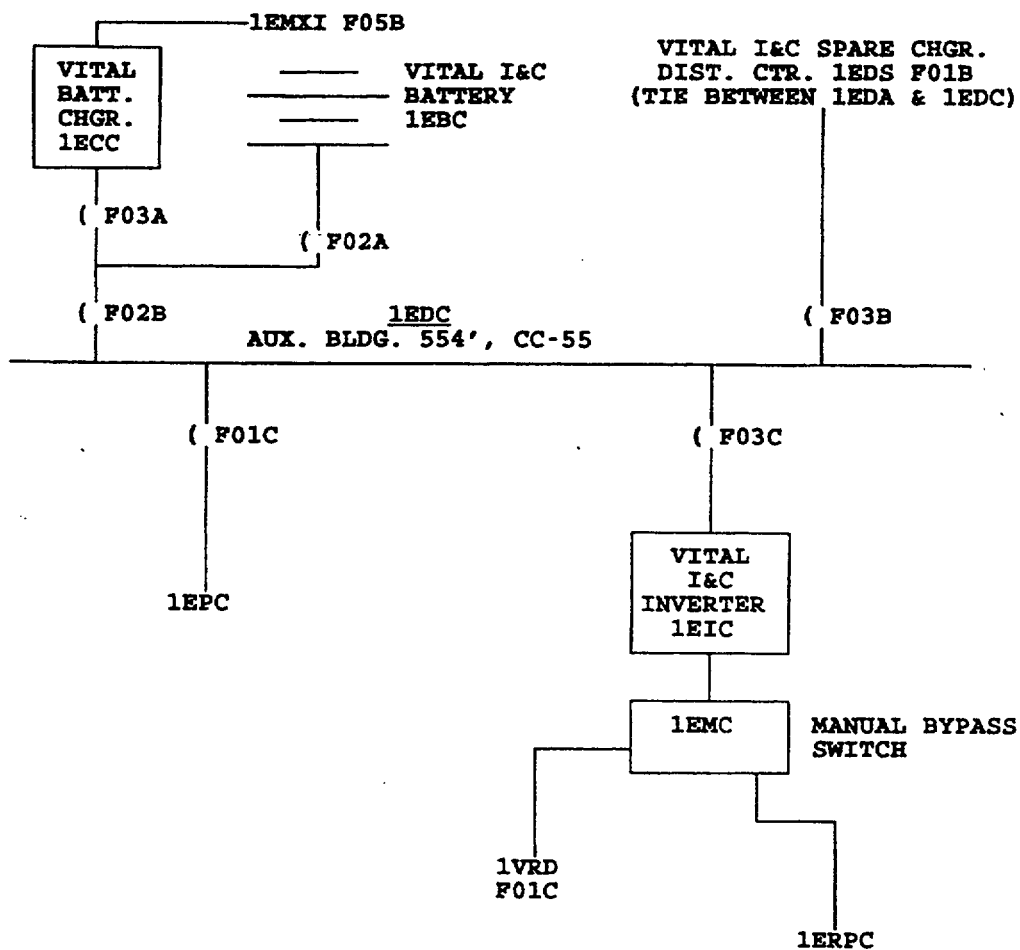 1EMXI F05B
VITAL
BATT.
CHGR.
1ECC
VITAL I&C
BATTERY
1EBC
VITAL I&C SPARE CHGR.
DIST. CTR. 1EDS F01B
(TIE BETWEEN 1EDA & 1EDC)
( F03A
( F02A
( F02B
1EDC
AUX. BLDG. 554', CC-55
( F03B
( F01C
( F03C
1EPC
VITAL
I&C
INVERTER
1EIC
1EMC
MANUAL BYPASS
SWITCH
1VRD
F01C
1ERPC